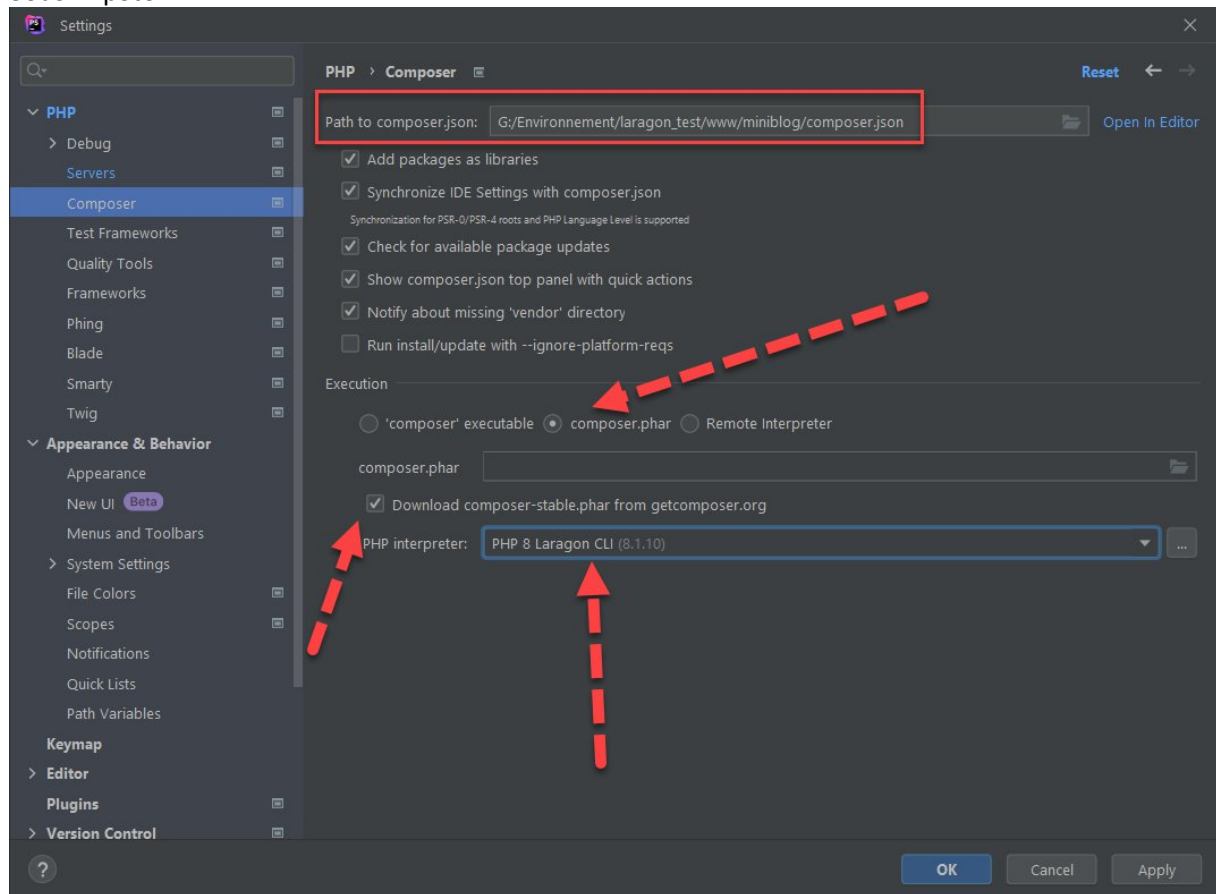 Settings
PHP › Composer
Reset
PHP
Path to composer.json: G:/Environnement/laragon_test/www/miniblog/composer.json Open In Editor
Debug
Add packages as libraries
Servers
Synchronize IDE Settings with composer.json
Composer
Synchronization for PSR-0/PSR-4 roots and PHP Language Level is supported
Test Frameworks
Check for available package updates
Quality Tools
Show composer.json top panel with quick actions
Frameworks
Notify about missing 'vendor' directory
Phing
Run install/update with --ignore-platform-reqs
Blade
Smarty
Execution
Twig
'composer' executable composer.phar Remote Interpreter
Appearance & Behavior
Appearance
composer.phar
New UI Beta
Download composer-stable.phar from getcomposer.org
Menus and Toolbars
PHP interpreter: PHP 8 Laragon CLI (8.1.10) ...
System Settings
File Colors
Scopes
Notifications
Quick Lists
Path Variables
Keymap
Editor
Plugins
Version Control
? OK Cancel Apply